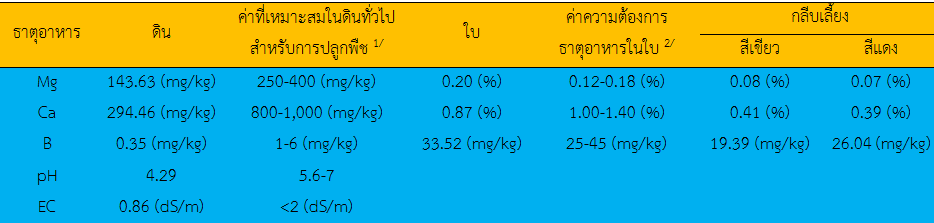 ธาตุอาหาร ดิน ค่าที่เหมาะสมในดินทั่วไป สำหรับการปลูกพืช 1/ ใบ ค่าความต้องการ ธาตุอาหารในใบ 2/ กลีบเลี้ยง
สีเขียว สีแดง
Mg 143.63 (mg/kg) 250-400 (mg/kg) 0.20 (%) 0.12-0.18 (%) 0.08 (%) 0.07 (%)
Ca 294.46 (mg/kg) 800-1,000 (mg/kg) 0.87 (%) 1.00-1.40 (%) 0.41 (%) 0.39 (%)
B 0.35 (mg/kg) 1-6 (mg/kg) 33.52 (mg/kg) 25-45 (mg/kg) 19.39 (mg/kg) 26.04 (mg/kg)
pH 4.29 5.6-7
EC 0.86 (dS/m) <2 (dS/m)